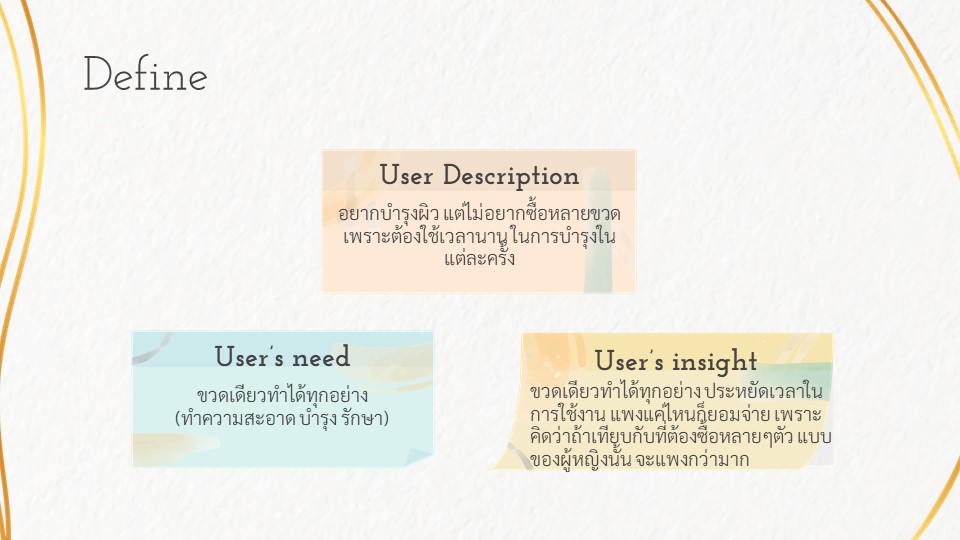 Define
User Description
อยากบำรุงผิว แต่ไม่อยากซื้อหลายขวด
เพราะต้องใช้เวลานาน ในการบำรุงใน
แต่ละครั้ง
User's need
ขวดเดียวทำได้ทุกอย่าง
(ทำความสะอาด บำรุง รักษา)
User's insight
ขวดเดียวทำได้ทุกอย่าง ประหยัดเวลาใน
การใช้งาน แพงแค่ไหนก็ยอมจ่าย เพราะ
คิดว่าถ้าเทียบกับที่ต้องซื้อหลายๆตัว แบบ
ของผู้หญิงนั้น จะแพงกว่ามาก